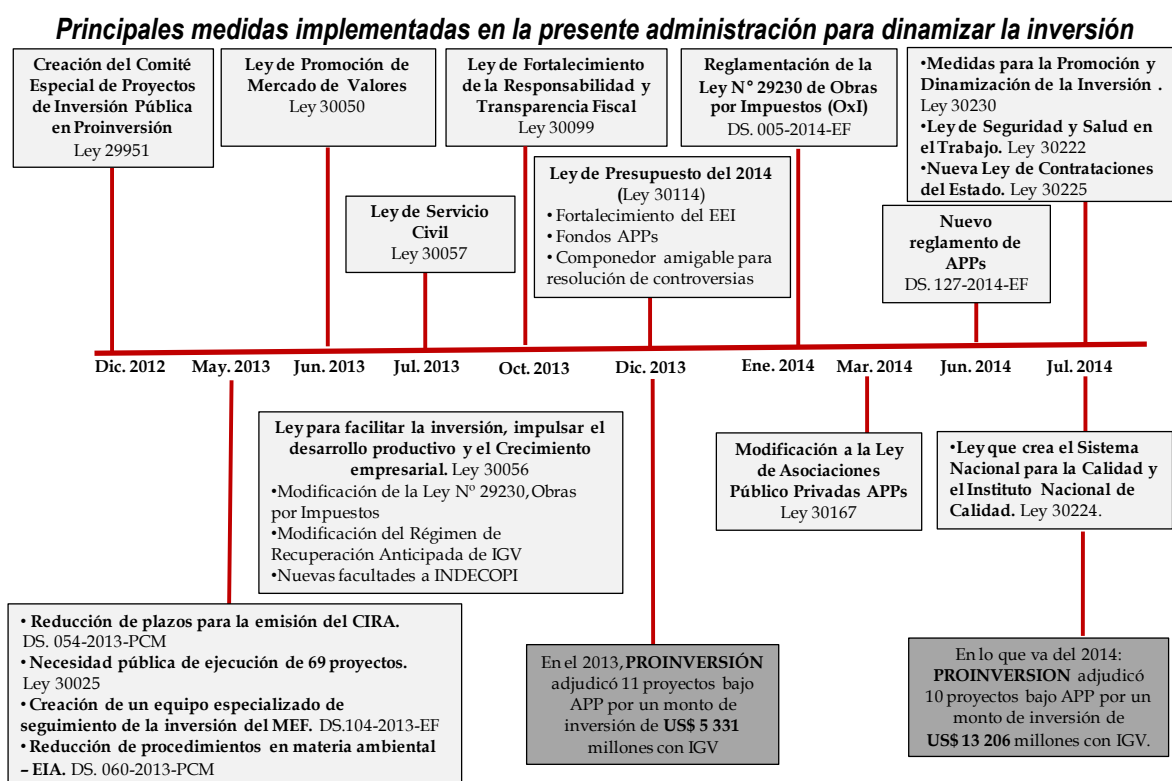 Principales medidas implementadas en la presente administración para dinamizar la inversión
Creación del Comité
Especial de Proyectos
de Inversión Pública
en Proinversión
Ley 29951
Ley de Promoción de
Mercado de Valores
Ley 30050
Ley de Fortalecimiento
de la Responsabilidad y
Transparencia Fiscal
Ley 30099
Reglamentación de la
Ley N° 29230 de Obras
por Impuestos (OxI)
DS. 005-2014-EF
•Medidas para la Promoción y
Dinamización de la Inversión .
Ley 30230
•Ley de Seguridad y Salud en
el Trabajo. Ley 30222
•Nueva Ley de Contrataciones
del Estado. Ley 30225
Ley de Servicio
Civil
Ley 30057
Ley de Presupuesto del 2014
(Ley 30114)
• Fortalecimiento del EEI
• Fondos APPs
• Componedor amigable para
resolución de controversias
Nuevo
reglamento de
APPs
DS. 127-2014-EF
Dic. 2012 May. 2013 Jun. 2013 Jul. 2013 Oct. 2013 Dic. 2013 Ene. 2014 Mar. 2014 Jun. 2014 Jul. 2014
Ley para facilitar la inversión, impulsar el
desarrollo productivo y el Crecimiento
empresarial. Ley 30056
•Modificación de la Ley Nº 29230, Obras
por Impuestos
•Modificación del Régimen de
Recuperación Anticipada de IGV
•Nuevas facultades a INDECOPI
Modificación a la Ley
de Asociaciones
Público Privadas APPs
Ley 30167
•Ley que crea el Sistema
Nacional para la Calidad y
el Instituto Nacional de
Calidad. Ley 30224.
• Reducción de plazos para la emisión del CIRA.
DS. 054-2013-PCM
• Necesidad pública de ejecución de 69 proyectos.
Ley 30025
• Creación de un equipo especializado de
seguimiento de la inversión del MEF. DS.104-2013-EF
• Reducción de procedimientos en materia ambiental
– EIA. DS. 060-2013-PCM
En el 2013, PROINVERSIÓN
adjudicó 11 proyectos bajo
APP por un monto de
inversión de US$ 5 331
millones con IGV
En lo que va del 2014:
PROINVERSION adjudicó
10 proyectos bajo APP por un
monto de inversión de
US$ 13 206 millones con IGV.